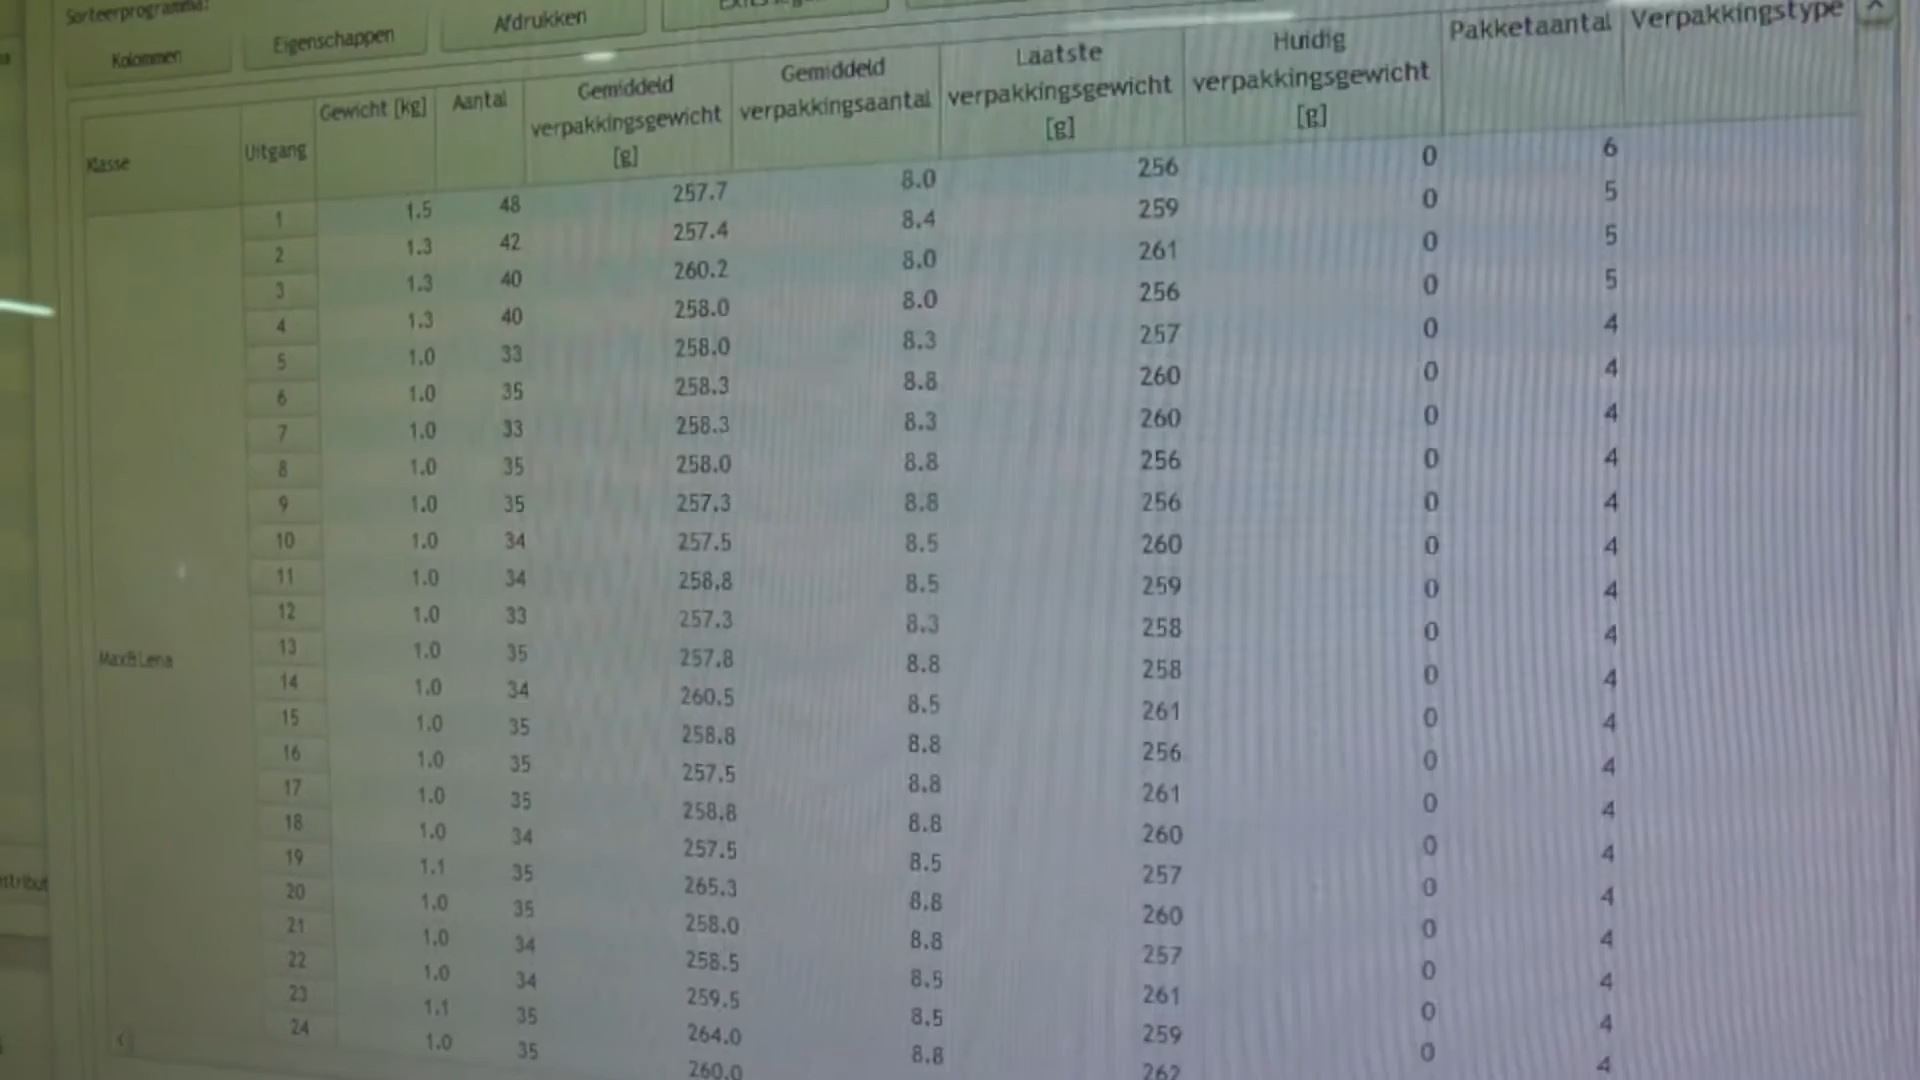 Sorteerprogramma:
Kolommen Eigenschappen Afdrukken
Klasse Uitgang Gewicht [kg] Aantal Gemiddeld verpakkingsgewicht [g] Gemiddeld verpakkingsaantal Laatste verpakkingsgewicht [g] Huidig verpakkingsgewicht [g] Pakketaantal Verpakkingstype
1 1.5 48 257.7 8.0 256 0 6
2 1.3 42 257.4 8.4 259 0 5
3 1.3 40 260.2 8.0 261 0 5
4 1.3 40 258.0 8.0 256 0 5
5 1.0 33 258.0 8.3 257 0 4
6 1.0 35 258.3 8.8 260 0 4
7 1.0 33 258.3 8.3 260 0 4
8 1.0 35 258.0 8.8 256 0 4
9 1.0 35 257.3 8.8 256 0 4
10 1.0 34 257.5 8.5 260 0 4
11 1.0 34 258.8 8.5 259 0 4
12 1.0 33 257.3 8.3 258 0 4
13 1.0 35 257.8 8.8 258 0 4
Max&Lena
14 1.0 34 260.5 8.5 261 0 4
15 1.0 35 258.8 8.8 256 0 4
16 1.0 35 257.5 8.8 261 0 4
17 1.0 35 258.8 8.8 260 0 4
18 1.0 34 257.5 8.5 257 0 4
19 1.1 35 265.3 8.8 260 0 4
20 1.0 35 258.0 8.8 257 0 4
21 1.0 34 258.5 8.5 261 0 4
22 1.0 34 259.5 8.5 259 0 4
23 1.1 35 264.0 8.8 262
24 1.0 35 260.0